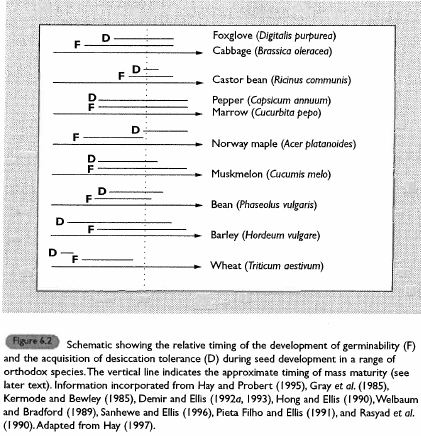 D
Foxglove (Digitalis purpurea)
F
Cabbage (Brassica oleracea)
D
F
Castor bean (Ricinus communis)
D
Pepper (Capsicum annuum)
F
Marrow (Cucurbita pepo)
D
F
Norway maple (Acer platanoides)
D
F
Muskmelon (Cucumis melo)
D
F
Bean (Phaseolus vulgaris)
D
F
Barley (Hordeum vulgare)
D
F
Wheat (Triticum aestivum)
Figure 6.2 Schematic showing the relative timing of the development of germinability (F)
and the acquisition of desiccation tolerance (D) during seed development in a range of
orthodox species. The vertical line indicates the approximate timing of mass maturity (see
later text). Information incorporated from Hay and Probert (1995), Gray et al. (1985),
Kermode and Bewley (1985), Demir and Ellis (1992a, 1993), Hong and Ellis (1990), Welbaum
and Bradford (1989), Sanhewe and Ellis (1996), Pieta Filho and Ellis (1991), and Rasyad et al.
(1990). Adapted from Hay (1997).